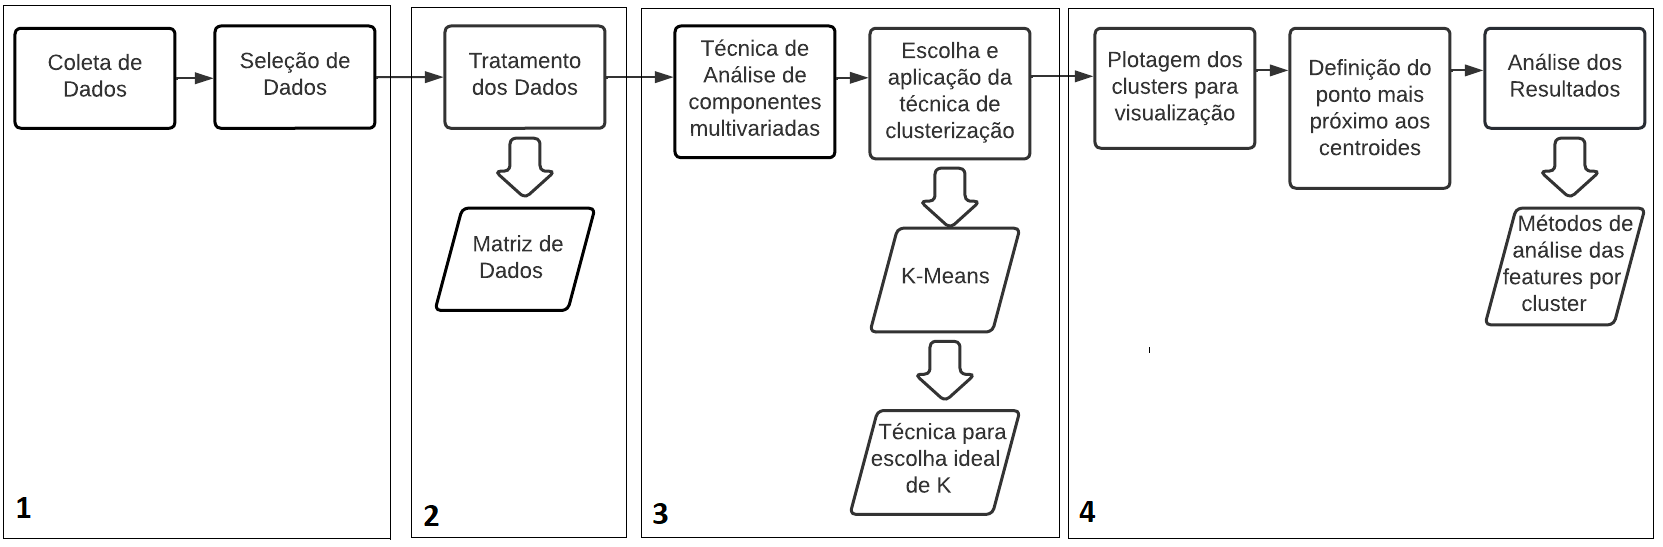 Coleta de
Dados
Seleção de
Dados
1
Tratamento
dos Dados
Matriz de
Dados
2
Técnica de
Análise de
componentes
multivariadas
Escolha e
aplicação da
técnica de
clusterização
K-Means
Técnica para
escolha ideal
de K
3
Plotagem dos
clusters para
visualização
Definição do
ponto mais
próximo aos
centroides
Análise dos
Resultados
Métodos de
análise das
features por
cluster
4